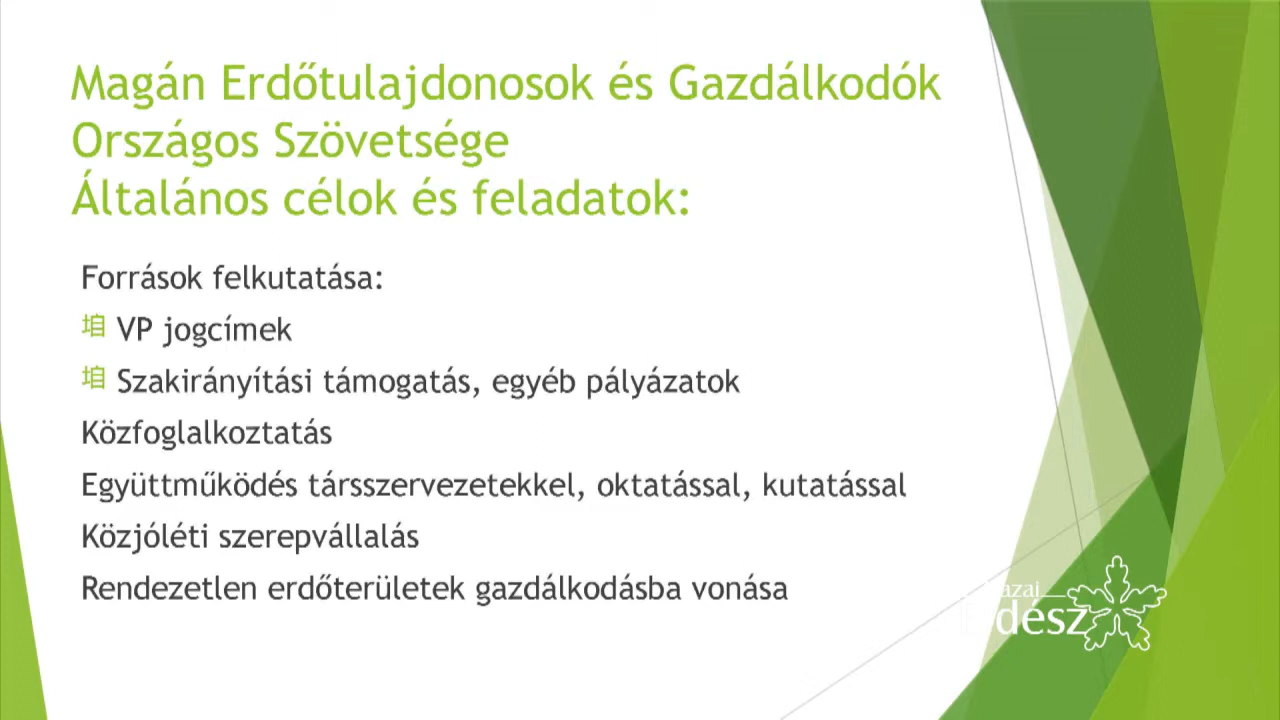 Magán Erdőtulajdonosok és Gazdálkodók
Országos Szövetsége
Általános célok és feladatok:
Források felkutatása:
VP jogcímek
Szakirányítási támogatás, egyéb pályázatok
Közfoglalkoztatás
Együttműködés társszervezetekkel, oktatással, kutatással
Közjóléti szerepvállalás
Rendezetlen erdőterületek gazdálkodásba vonása